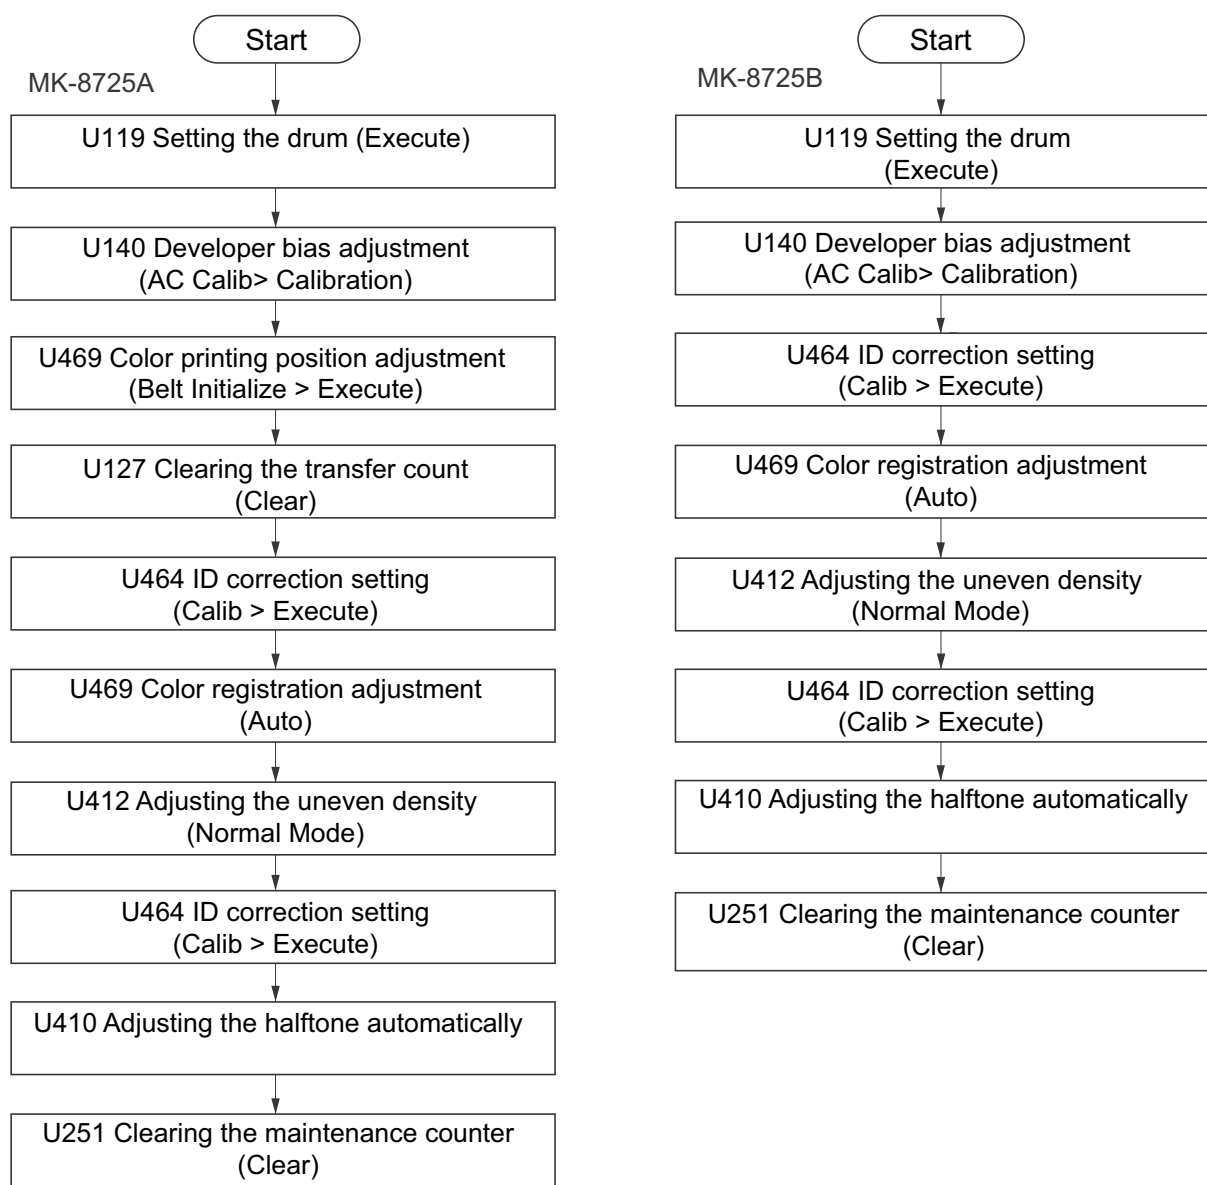 Start
MK-8725A
U119 Setting the drum (Execute)
U140 Developer bias adjustment
(AC Calib> Calibration)
U469 Color printing position adjustment
(Belt Initialize > Execute)
U127 Clearing the transfer count
(Clear)
U464 ID correction setting
(Calib > Execute)
U469 Color registration adjustment
(Auto)
U412 Adjusting the uneven density
(Normal Mode)
U464 ID correction setting
(Calib > Execute)
U410 Adjusting the halftone automatically
U251 Clearing the maintenance counter
(Clear)
Start
MK-8725B
U119 Setting the drum
(Execute)
U140 Developer bias adjustment
(AC Calib> Calibration)
U464 ID correction setting
(Calib > Execute)
U469 Color registration adjustment
(Auto)
U412 Adjusting the uneven density
(Normal Mode)
U464 ID correction setting
(Calib > Execute)
U410 Adjusting the halftone automatically
U251 Clearing the maintenance counter
(Clear)